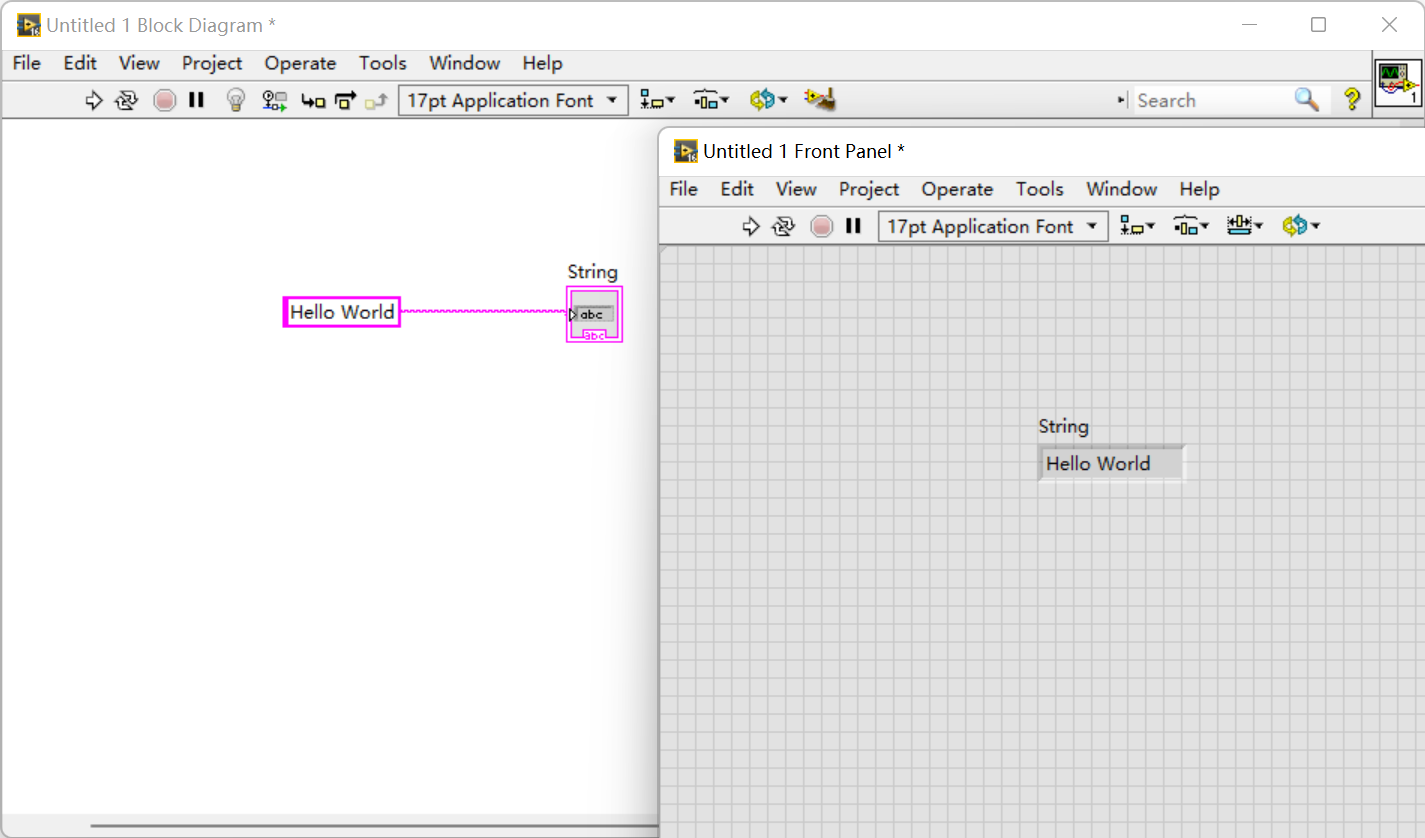 Untitled 1 Block Diagram *
File Edit View Project Operate Tools Window Help
17pt Application Font
Search
1
String
Hello World
abc
abc
Untitled 1 Front Panel *
File Edit View Project Operate Tools Window Help
17pt Application Font
String
Hello World